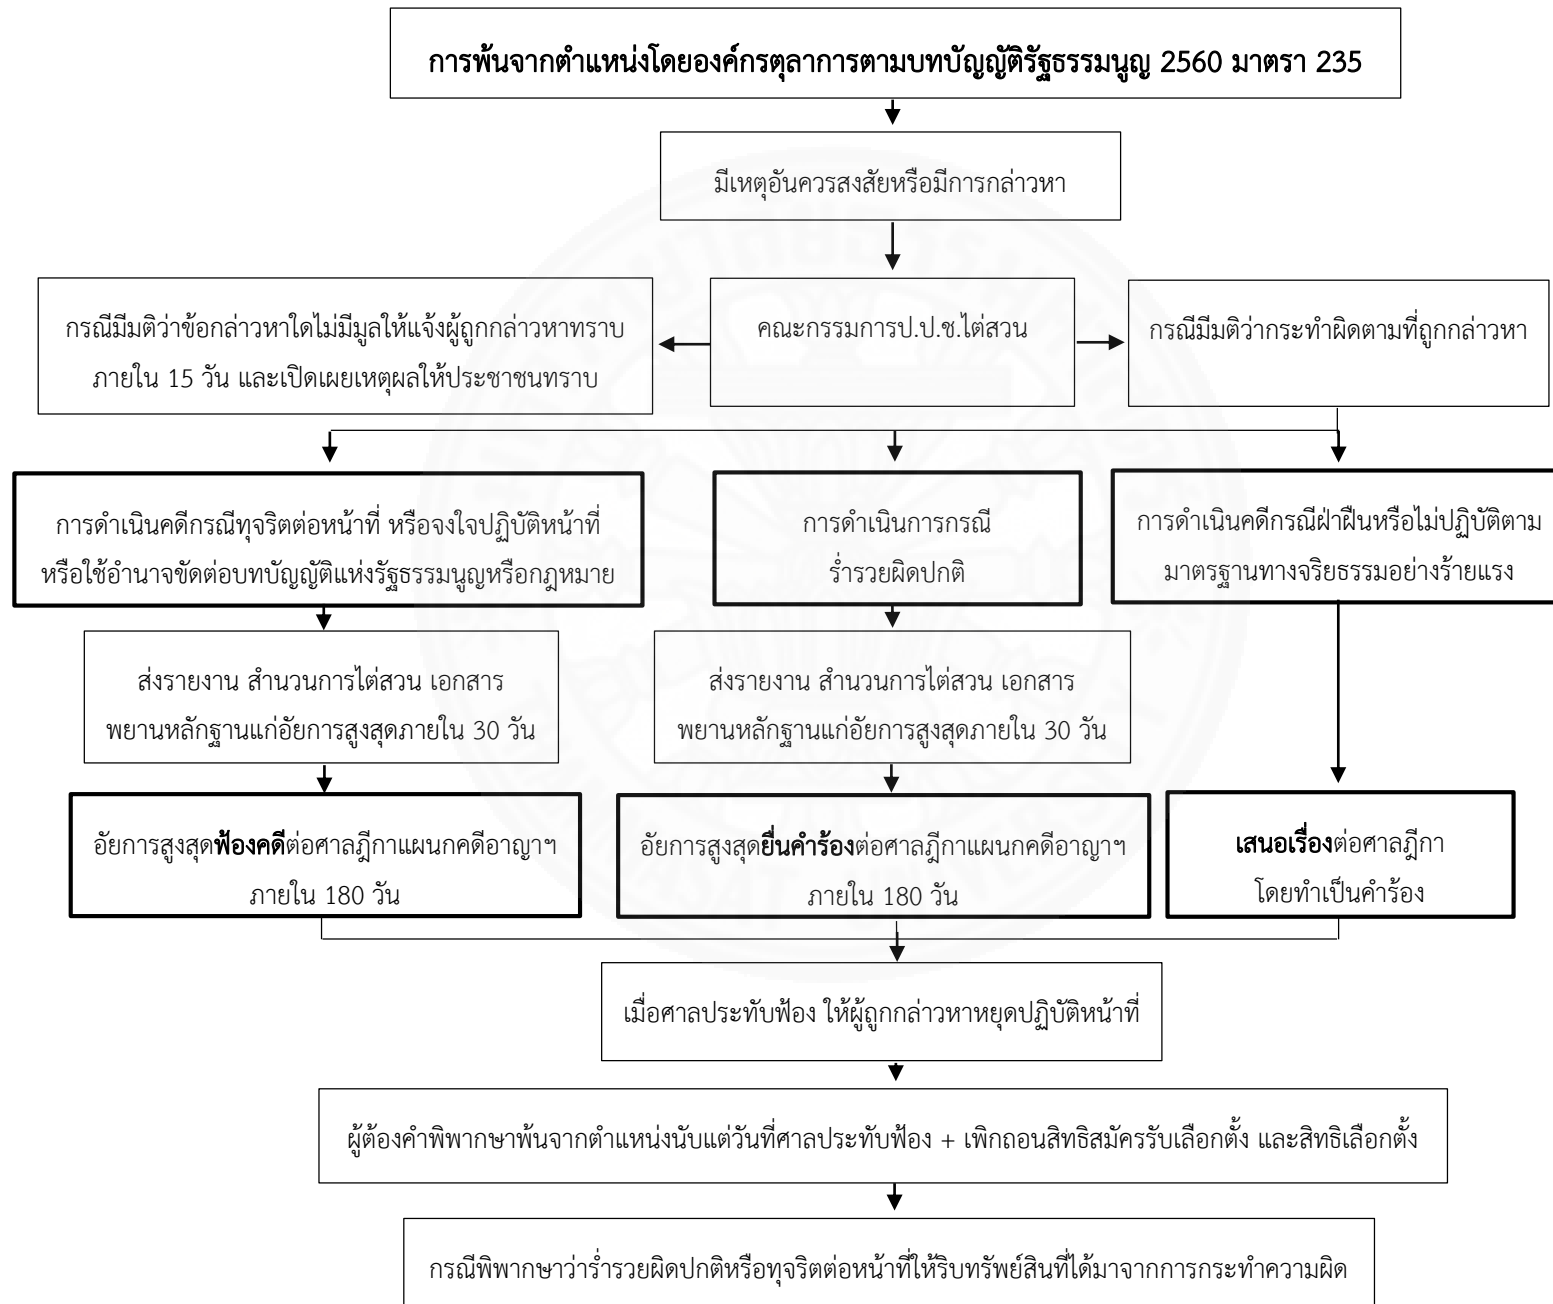 การพ้นจากตำแหน่งโดยองค์กรตุลาการตามบทบัญญัติรัฐธรรมนูญ 2560 มาตรา 235
มีเหตุอันควรสงสัยหรือมีการกล่าวหา
กรณีมีมติว่าข้อกล่าวหาใดไม่มีมูลให้แจ้งผู้ถูกกล่าวหาทราบ
ภายใน 15 วัน และเปิดเผยเหตุผลให้ประชาชนทราบ
คณะกรรมการป.ป.ช.ไต่สวน
กรณีมีมติว่ากระทำผิดตามที่ถูกกล่าวหา
การดำเนินคดีกรณีทุจริตต่อหน้าที่ หรือจงใจปฏิบัติหน้าที่
หรือใช้อำนาจขัดต่อบทบัญญัติแห่งรัฐธรรมนูญหรือกฎหมาย
การดำเนินการกรณี
ร่ำรวยผิดปกติ
การดำเนินคดีกรณีฝ่าฝืนหรือไม่ปฏิบัติตาม
มาตรฐานทางจริยธรรมอย่างร้ายแรง
ส่งรายงาน สำนวนการไต่สวน เอกสาร
พยานหลักฐานแก่อัยการสูงสุดภายใน 30 วัน
ส่งรายงาน สำนวนการไต่สวน เอกสาร
พยานหลักฐานแก่อัยการสูงสุดภายใน 30 วัน
อัยการสูงสุดฟ้องคดีต่อศาลฎีกาแผนกคดีอาญาฯ
ภายใน 180 วัน
อัยการสูงสุดยื่นคำร้องต่อศาลฎีกาแผนกคดีอาญาฯ
ภายใน 180 วัน
เสนอเรื่องต่อศาลฎีกา
โดยทำเป็นคำร้อง
เมื่อศาลประทับฟ้อง ให้ผู้ถูกกล่าวหาหยุดปฏิบัติหน้าที่
ผู้ต้องคำพิพากษาพ้นจากตำแหน่งนับแต่วันที่ศาลประทับฟ้อง + เพิกถอนสิทธิสมัครรับเลือกตั้ง และสิทธิเลือกตั้ง
กรณีพิพากษาว่าร่ำรวยผิดปกติหรือทุจริตต่อหน้าที่ให้ริบทรัพย์สินที่ได้มาจากการกระทำความผิด